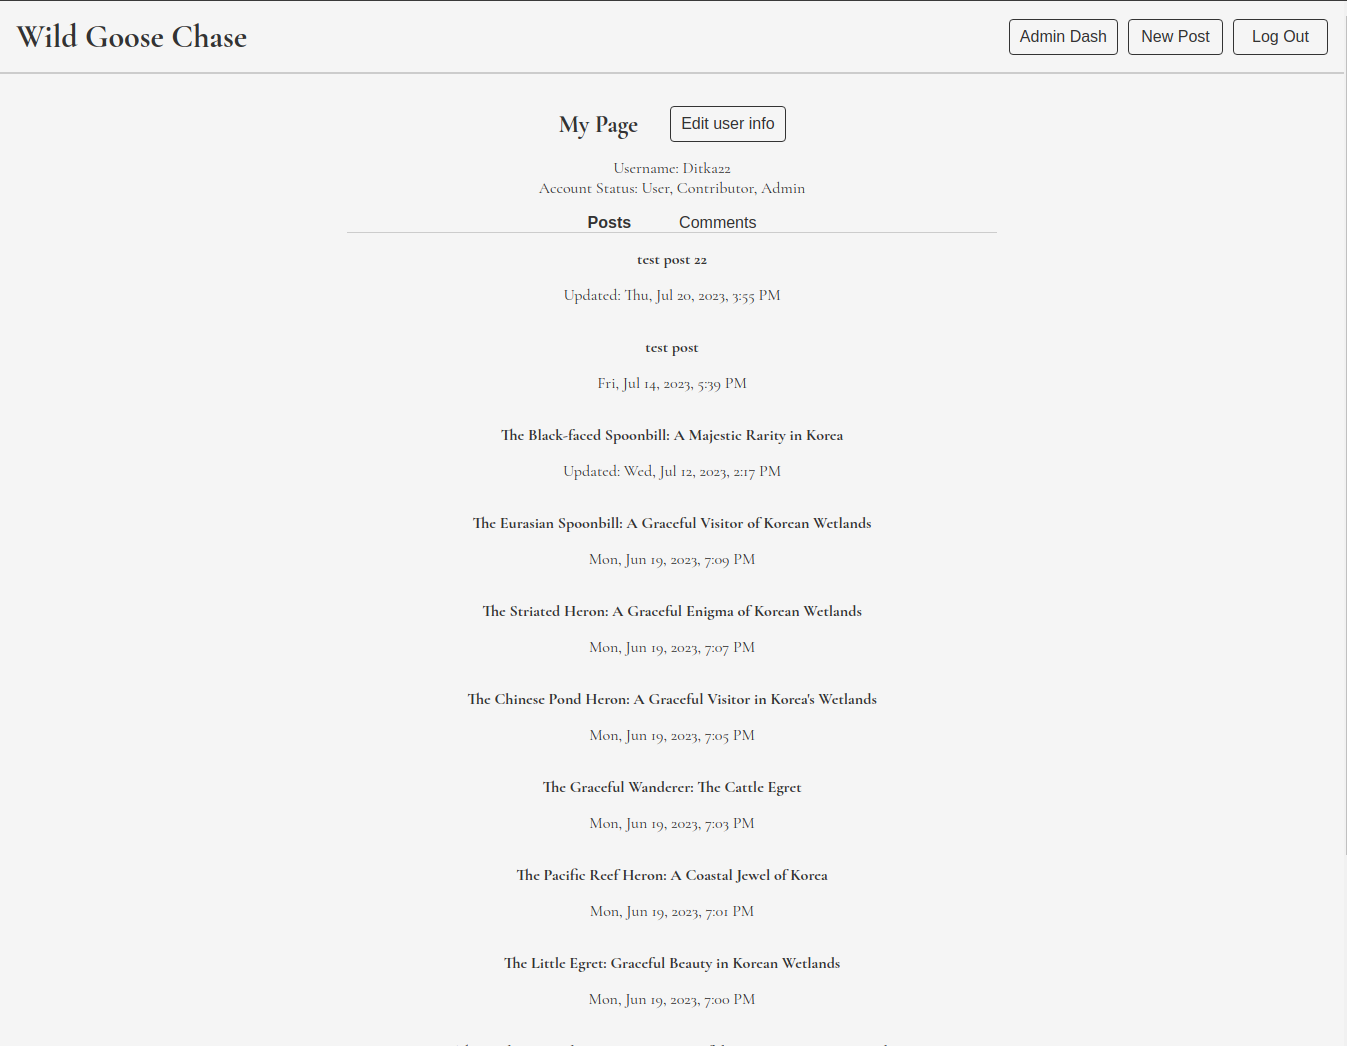 Wild Goose Chase
Admin Dash
New Post
Log Out
My Page
Edit user info
Username: Ditka22
Account Status: User, Contributor, Admin
Posts
Comments
test post 22
Updated: Thu, Jul 20, 2023, 3:55 PM
test post
Fri, Jul 14, 2023, 5:39 PM
The Black-faced Spoonbill: A Majestic Rarity in Korea
Updated: Wed, Jul 12, 2023, 2:17 PM
The Eurasian Spoonbill: A Graceful Visitor of Korean Wetlands
Mon, Jun 19, 2023, 7:09 PM
The Striated Heron: A Graceful Enigma of Korean Wetlands
Mon, Jun 19, 2023, 7:07 PM
The Chinese Pond Heron: A Graceful Visitor in Korea's Wetlands
Mon, Jun 19, 2023, 7:05 PM
The Graceful Wanderer: The Cattle Egret
Mon, Jun 19, 2023, 7:03 PM
The Pacific Reef Heron: A Coastal Jewel of Korea
Mon, Jun 19, 2023, 7:01 PM
The Little Egret: Graceful Beauty in Korean Wetlands
Mon, Jun 19, 2023, 7:00 PM